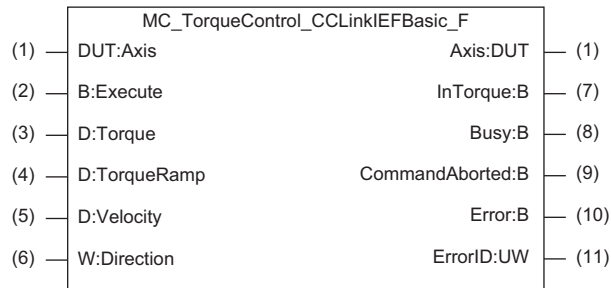 MC_TorqueControl_CCLinkIEFBasic_F
(1) DUT:Axis Axis:DUT (1)
(2) B:Execute InTorque:B (7)
(3) D:Torque Busy:B (8)
(4) D:TorqueRamp CommandAborted:B (9)
(5) D:Velocity Error:B (10)
(6) W:Direction ErrorID:UW (11)